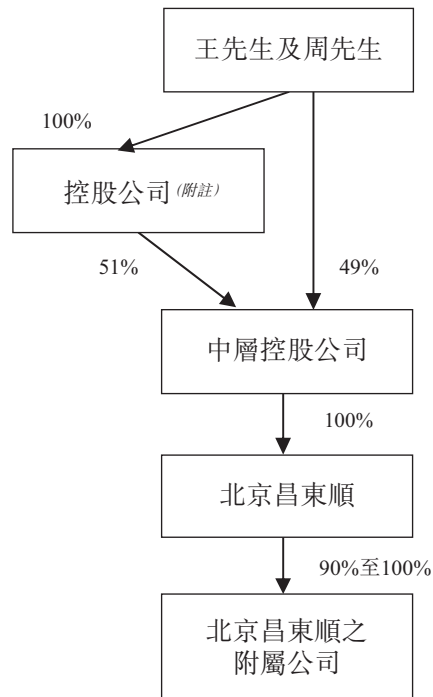 王先生及周先生
100%
控股公司(附註)
51%
49%
中層控股公司
100%
北京昌東順
90%至100%
北京昌東順之
附屬公司